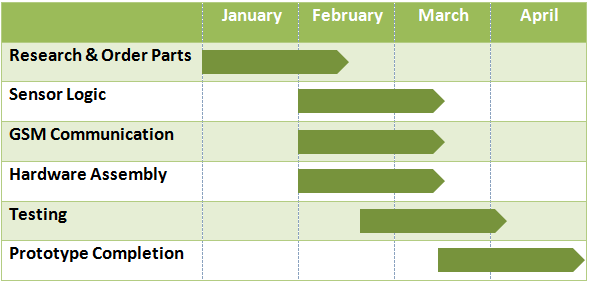 January February March April
Research & Order Parts
Sensor Logic
GSM Communication
Hardware Assembly
Testing
Prototype Completion